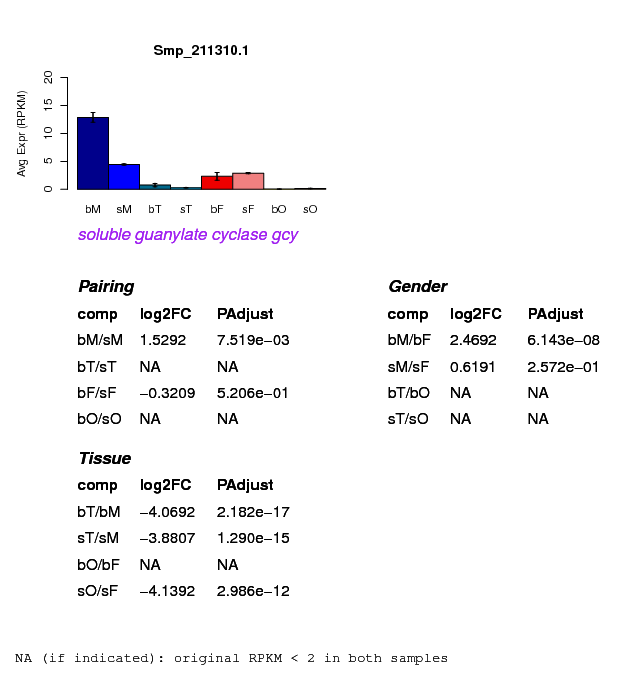 Smp_211310.1
Avg Expr (RPKM)
20
15
10
5
0
bM sM bT sT bF sF bO sO
soluble guanylate cyclase gcy
Pairing
comp log2FC PAdjust
bM/sM 1.5292 7.519e−03
bT/sT NA NA
bF/sF −0.3209 5.206e−01
bO/sO NA NA
Gender
comp log2FC PAdjust
bM/bF 2.4692 6.143e−08
sM/sF 0.6191 2.572e−01
bT/bO NA NA
sT/sO NA NA
Tissue
comp log2FC PAdjust
bT/bM −4.0692 2.182e−17
sT/sM −3.8807 1.290e−15
bO/bF NA NA
sO/sF −4.1392 2.986e−12
NA (if indicated): original RPKM < 2 in both samples